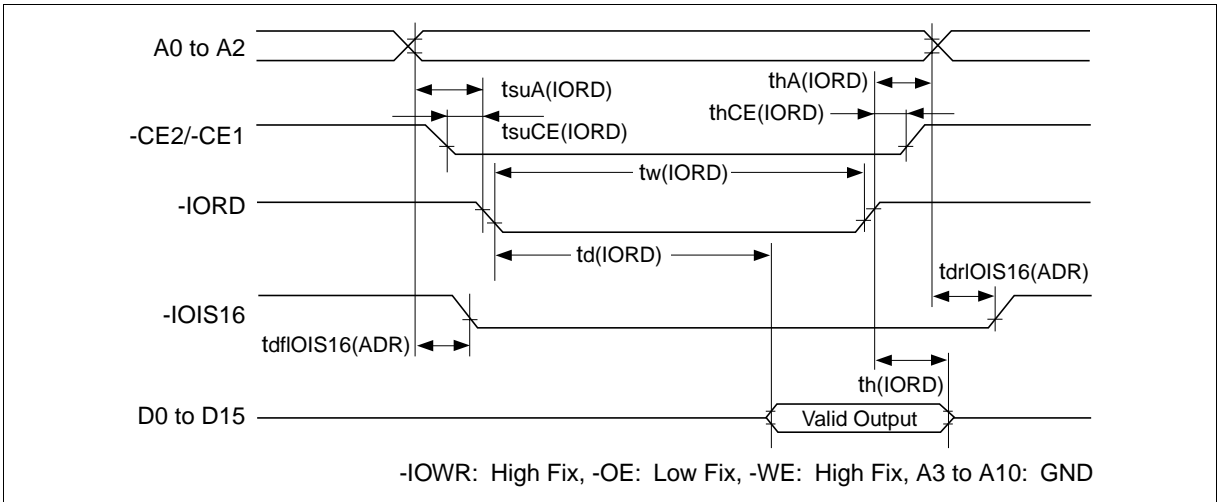 A0 to A2
tsuA(IORD)
thA(IORD)
thCE(IORD)
-CE2/-CE1
tsuCE(IORD)
tw(IORD)
-IORD
td(IORD)
tdrIOIS16(ADR)
-IOIS16
tdfIOIS16(ADR)
th(IORD)
D0 to D15
Valid Output
-IOWR: High Fix, -OE: Low Fix, -WE: High Fix, A3 to A10: GND